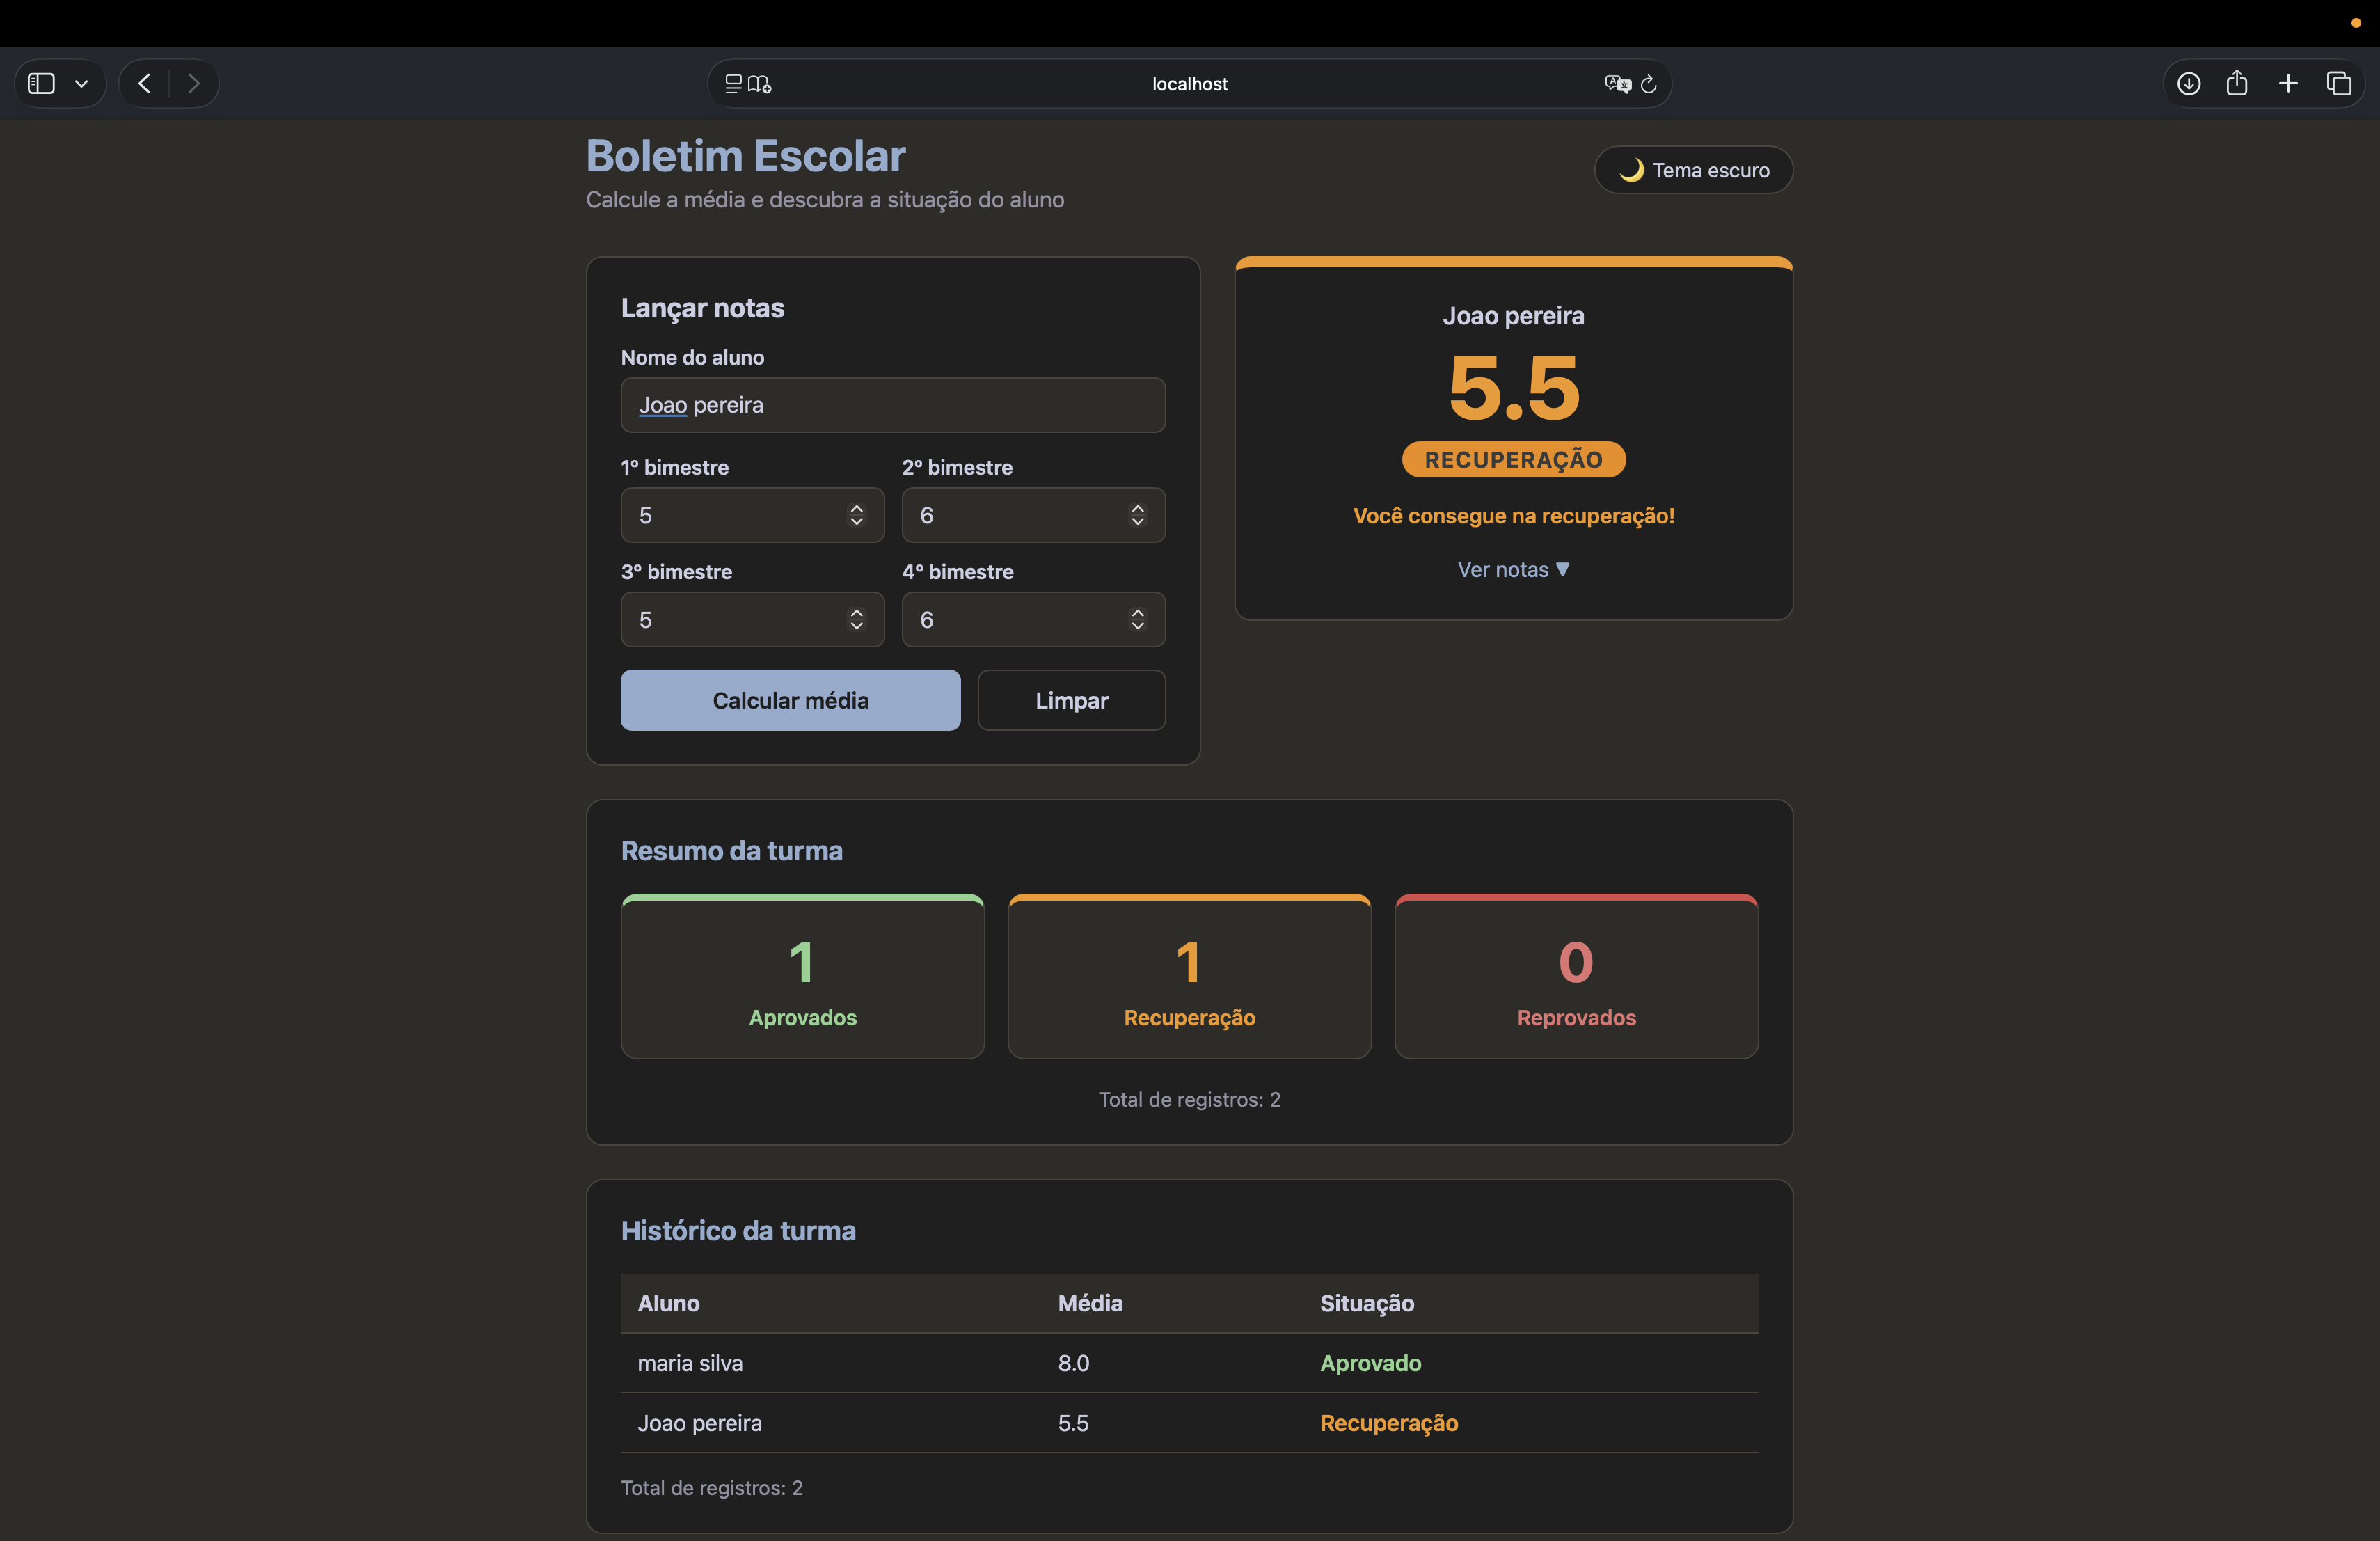 localhost
Boletim Escolar
Calcule a média e descubra a situação do aluno
🌙 Tema escuro
Lançar notas
Nome do aluno
Joao pereira
1º bimestre
2º bimestre
5
6
3º bimestre
4º bimestre
5
6
Calcular média
Limpar
Joao pereira
5.5
RECUPERAÇÃO
Você consegue na recuperação!
Ver notas ▼
Resumo da turma
1
Aprovados
1
Recuperação
0
Reprovados
Total de registros: 2
Histórico da turma
Aluno Média Situação
maria silva 8.0 Aprovado
Joao pereira 5.5 Recuperação
Total de registros: 2